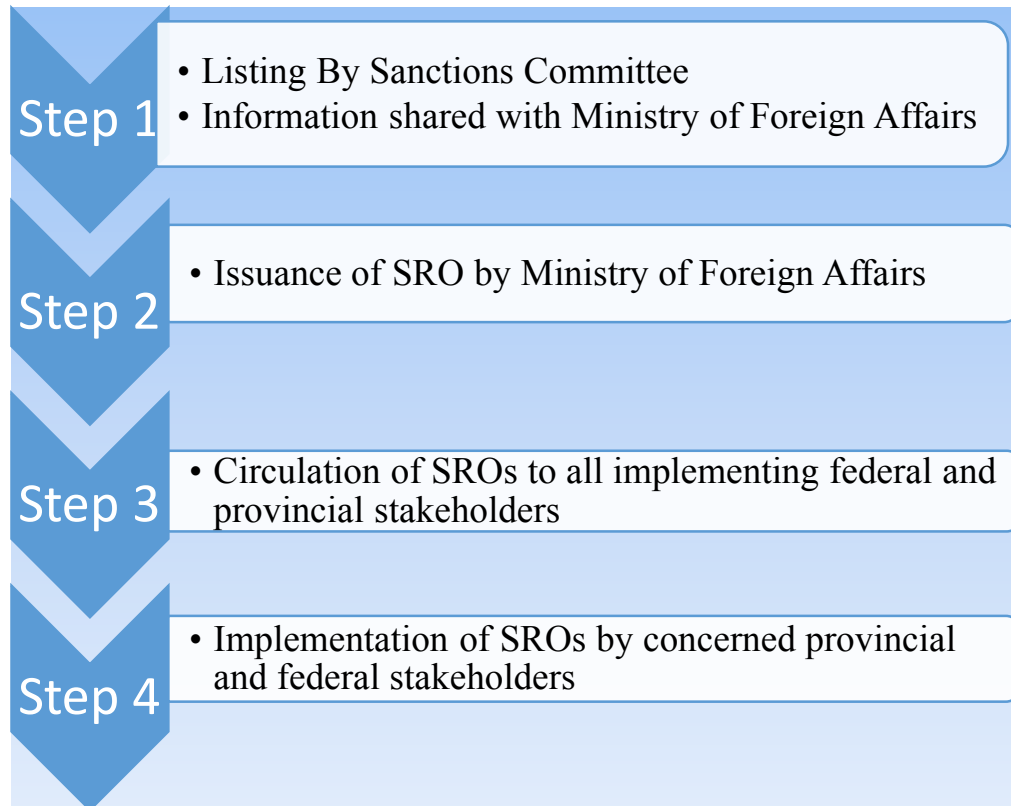 Step 1
• Listing By Sanctions Committee
• Information shared with Ministry of Foreign Affairs
Step 2
• Issuance of SRO by Ministry of Foreign Affairs
Step 3
• Circulation of SROs to all implementing federal and
provincial stakeholders
Step 4
• Implementation of SROs by concerned provincial
and federal stakeholders